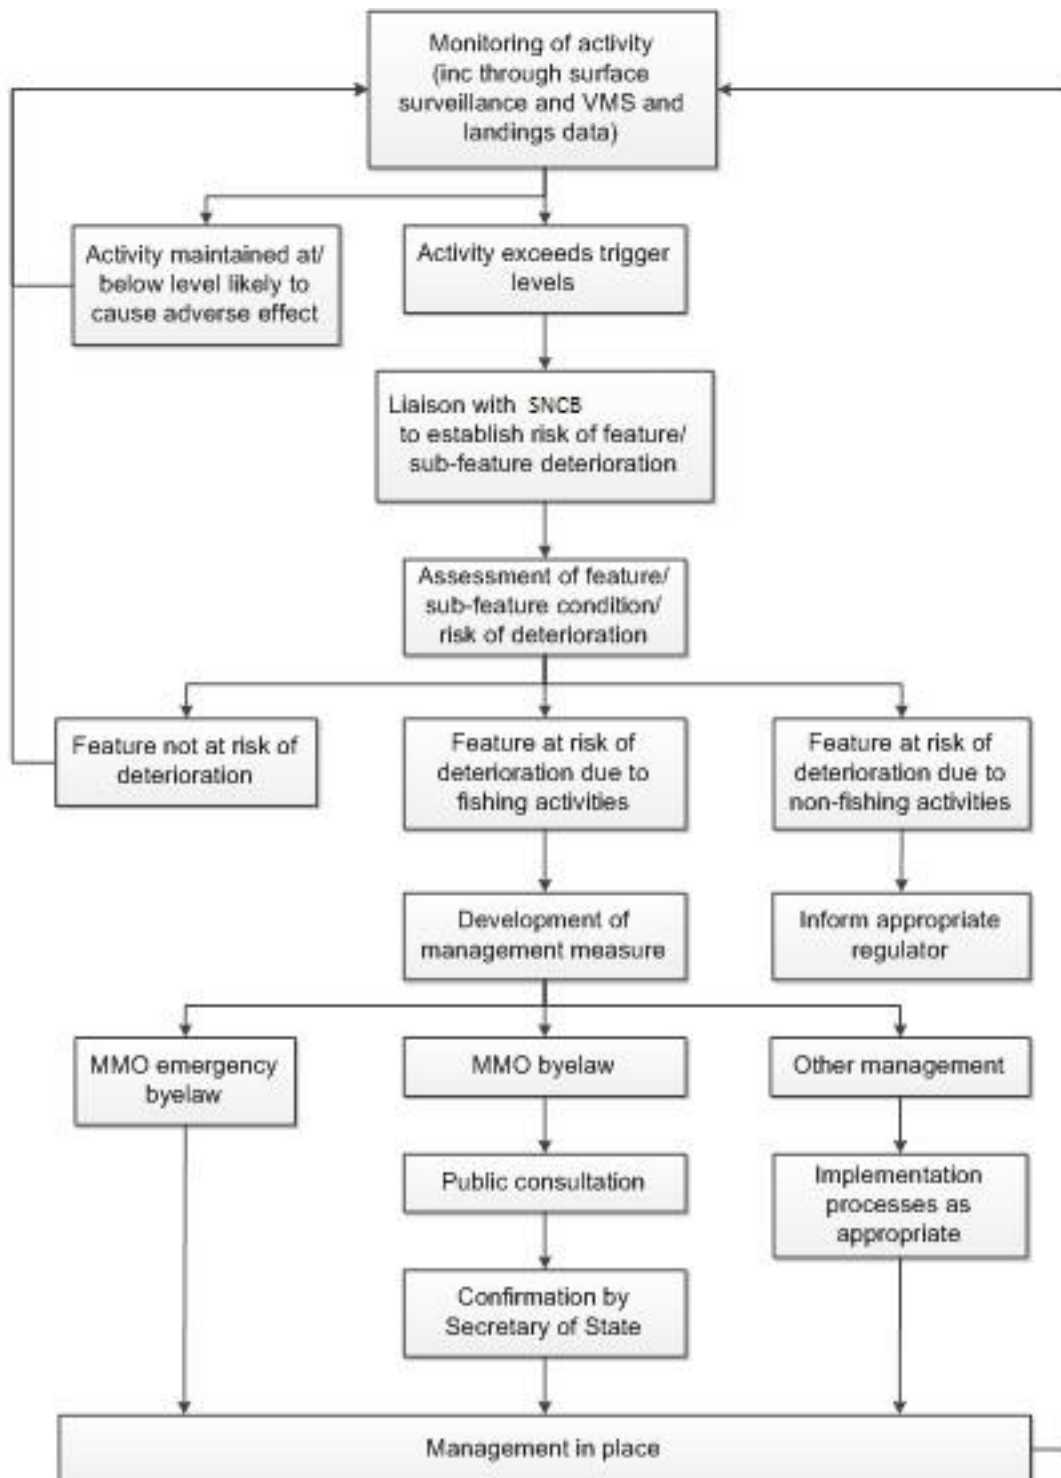 Monitoring of activity
(inc through surface
surveillance and VMS and
landings data)
Activity maintained at/
below level likely to
cause adverse effect
Activity exceeds trigger
levels
Liaison with SNCB
to establish risk of feature/
sub-feature deterioration
Assessment of feature/
sub-feature condition/
risk of deterioration
Feature not at risk of
deterioration
Feature at risk of
deterioration due to
fishing activities
Feature at risk of
deterioration due to
non-fishing activities
Development of
management measure
Inform appropriate
regulator
MMO emergency
byelaw
MMO byelaw
Other management
Public consultation
Implementation
processes as
appropriate
Confirmation by
Secretary of State
Management in place